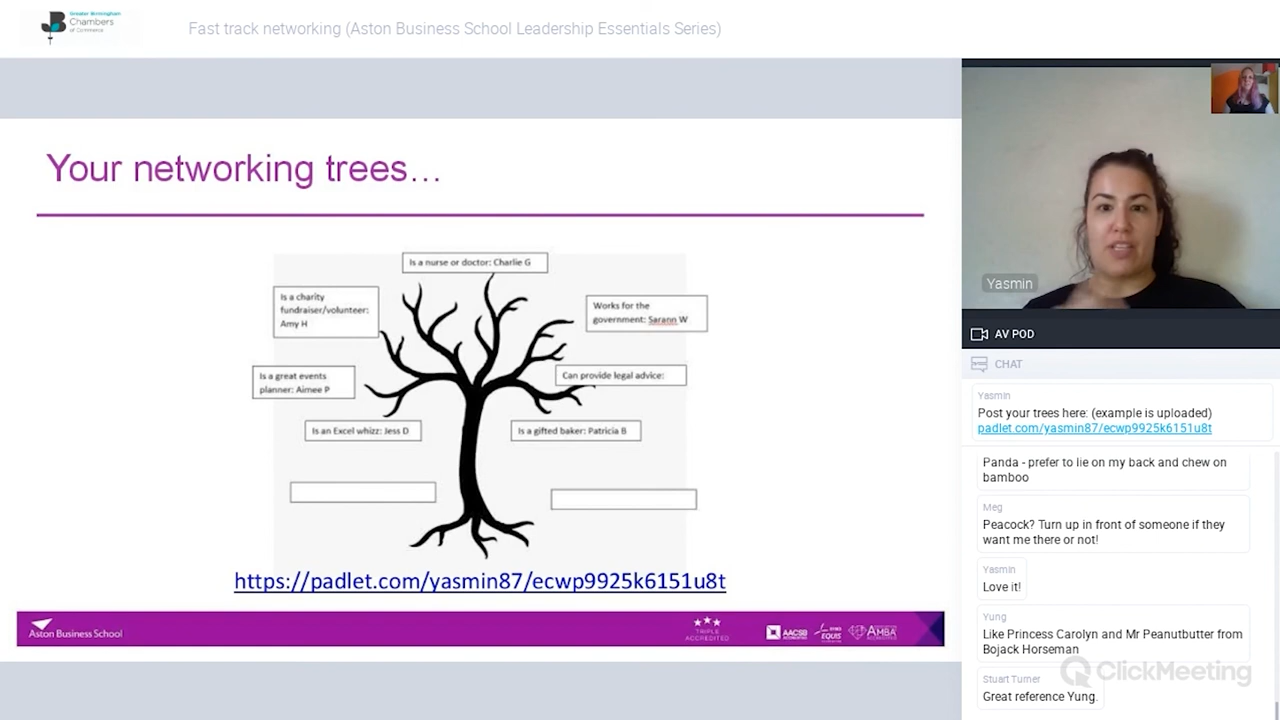 Greater Birmingham
Chambers
of Commerce
Fast track networking (Aston Business School Leadership Essentials Series)
Your networking trees...
Is a nurse or doctor: Charlie G
Is a charity
fundraiser/volunteer:
Amy H
Works for the
government: Sarann W
Is a great events
planner: Aimee P
Can provide legal advice:
Is an Excel whizz: Jess D
Is a gifted baker: Patricia B
https://padlet.com/yasmin87/ecwp9925k6151u8t
Aston Business School
TRIPLE
ACCREDITED
AACSB
ACCREDITED
EFMD
EQUIS
AMBA
Yasmin
AV POD
CHAT
Yasmin
Post your trees here: (example is uploaded)
padlet.com/yasmin87/ecwp9925k6151u8t
Panda - prefer to lie on my back and chew on
bamboo
Meg
Peacock? Turn up in front of someone if they
want me there or not!
Yasmin
Love it!
Yung
Like Princess Carolyn and Mr Peanutbutter from
Bojack Horseman
Stuart Turner
Great reference Yung.
ClickMeeting